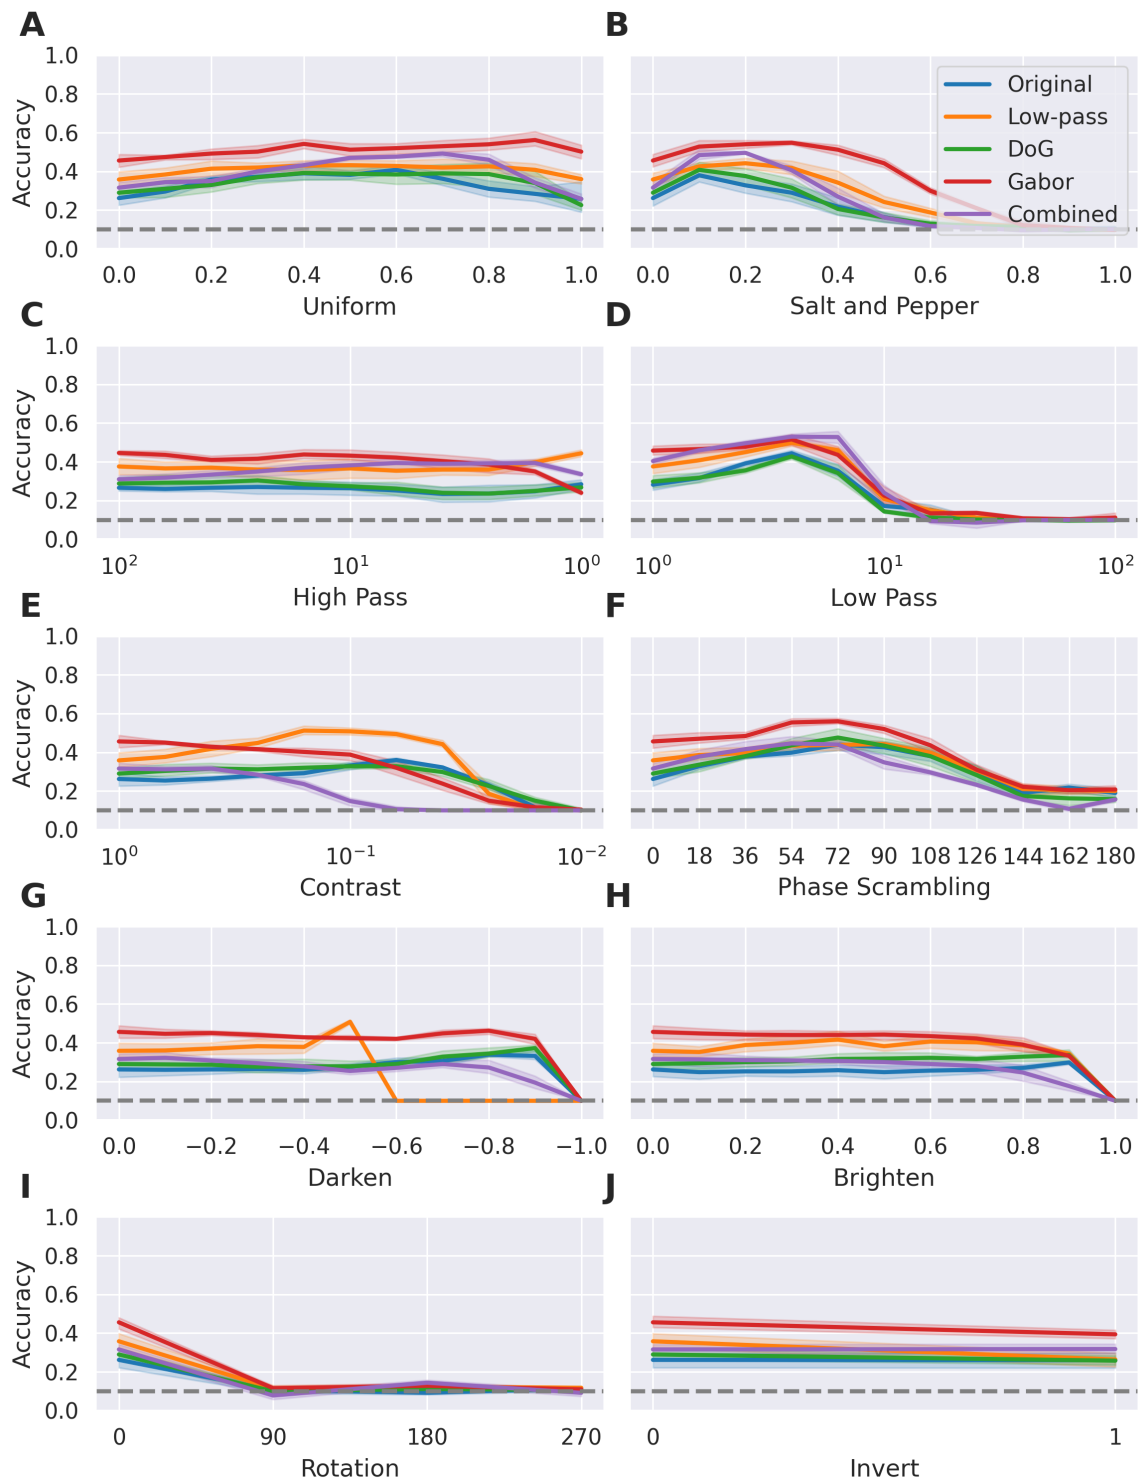 A
B
1.0
0.8
0.6
0.4
0.2
0.0
Accuracy
0.0 0.2 0.4 0.6 0.8 1.0
Uniform
Original
Low-pass
DoG
Gabor
Combined
0.0 0.2 0.4 0.6 0.8 1.0
Salt and Pepper
C
D
1.0
0.8
0.6
0.4
0.2
0.0
Accuracy
10² 10¹ 10⁰
High Pass
10⁰ 10¹ 10²
Low Pass
E
F
1.0
0.8
0.6
0.4
0.2
0.0
Accuracy
10⁰ 10⁻¹ 10⁻²
Contrast
0 18 36 54 72 90 108 126 144 162 180
Phase Scrambling
G
H
1.0
0.8
0.6
0.4
0.2
0.0
Accuracy
0.0 −0.2 −0.4 −0.6 −0.8 −1.0
Darken
0.0 0.2 0.4 0.6 0.8 1.0
Brighten
I
J
1.0
0.8
0.6
0.4
0.2
0.0
Accuracy
0 90 180 270
Rotation
0 1
Invert